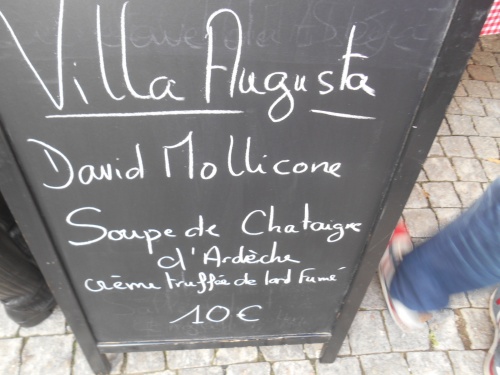 Villa Augusta
David Mollicone
Soupe de Chataigne
d'Ardèche
crème truffée de lard Fumé
10 €